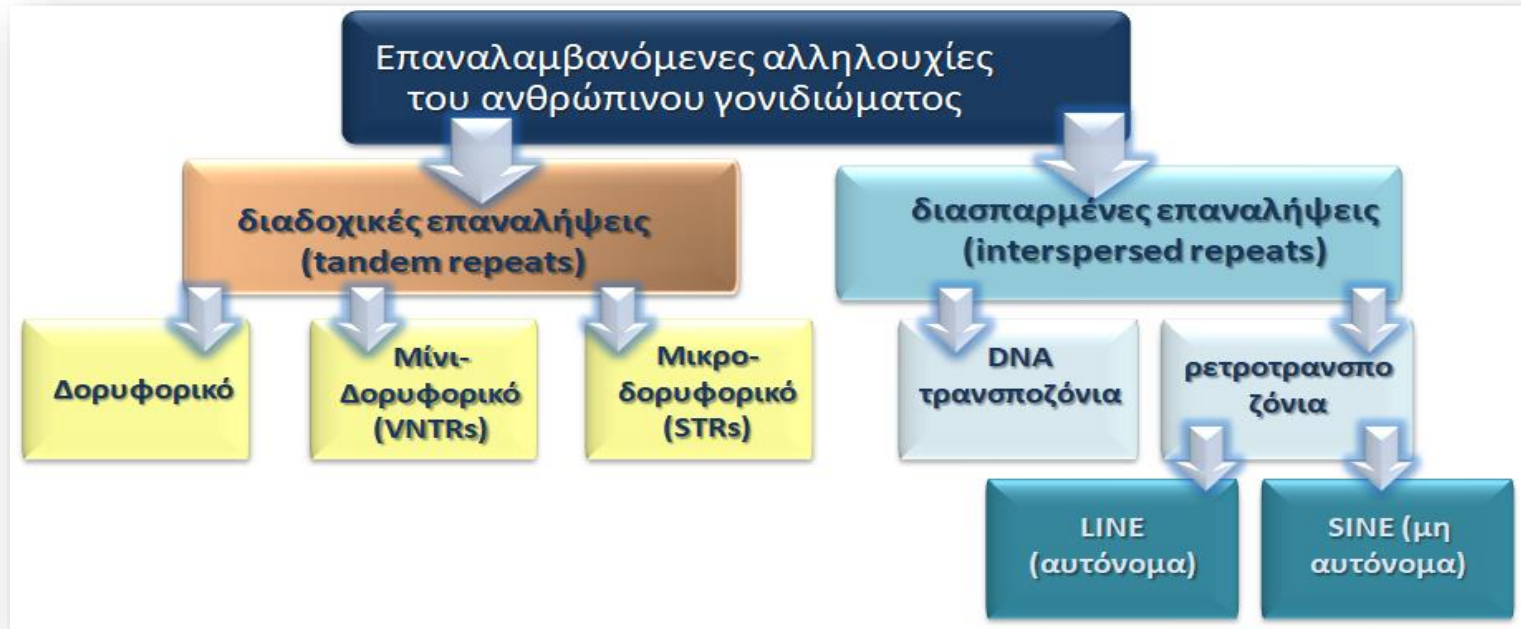 Επαναλαμβανόμενες αλληλουχίες
του ανθρώπινου γονιδιώματος
διαδοχικές επαναλήψεις
(tandem repeats)
διασπαρμένες επαναλήψεις
(interspersed repeats)
Δορυφορικό
Μίνι-
Δορυφορικό
(VNTRs)
Μικρο-
δορυφορικό
(STRs)
DNA
τρανσποζόνια
ρετροτρανσπο
ζόνια
LINE
(αυτόνομα)
SINE (μη
αυτόνομα)